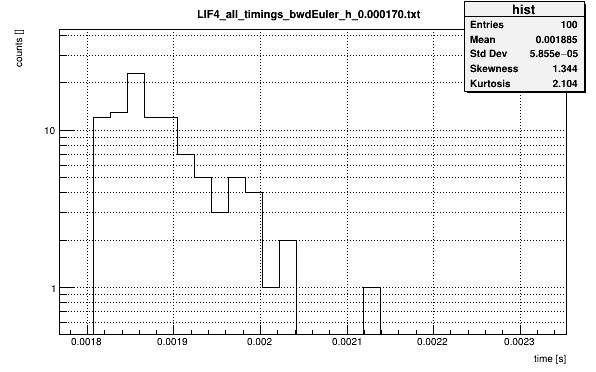 LIF4_all_timings_bwdEuler_h_0.000170.txt
hist
Entries 100
Mean 0.001885
Std Dev 5.855e−05
Skewness 1.344
Kurtosis 2.104
counts []
10
1
0.0018 0.0019 0.002 0.0021 0.0022 0.0023
time [s]